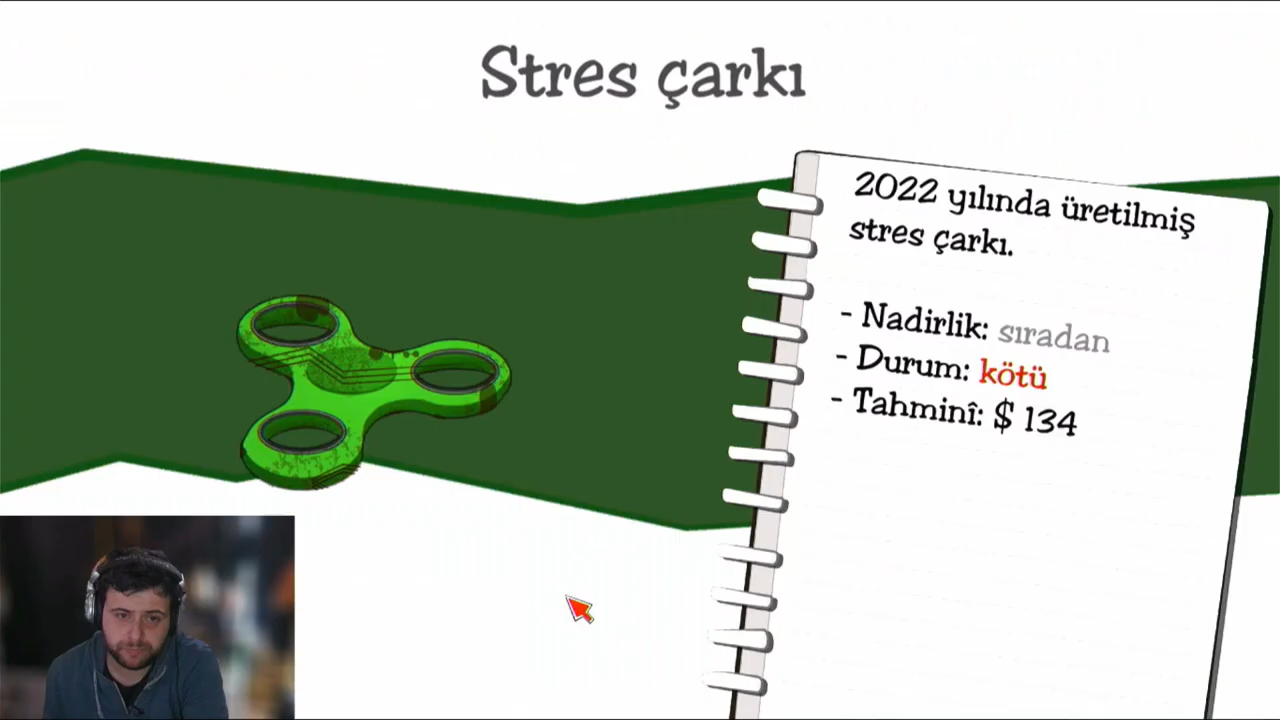 Stres çarkı
2022 yılında üretilmiş
stres çarkı.
- Nadirlik: sıradan
- Durum: kötü
- Tahminî: $ 134